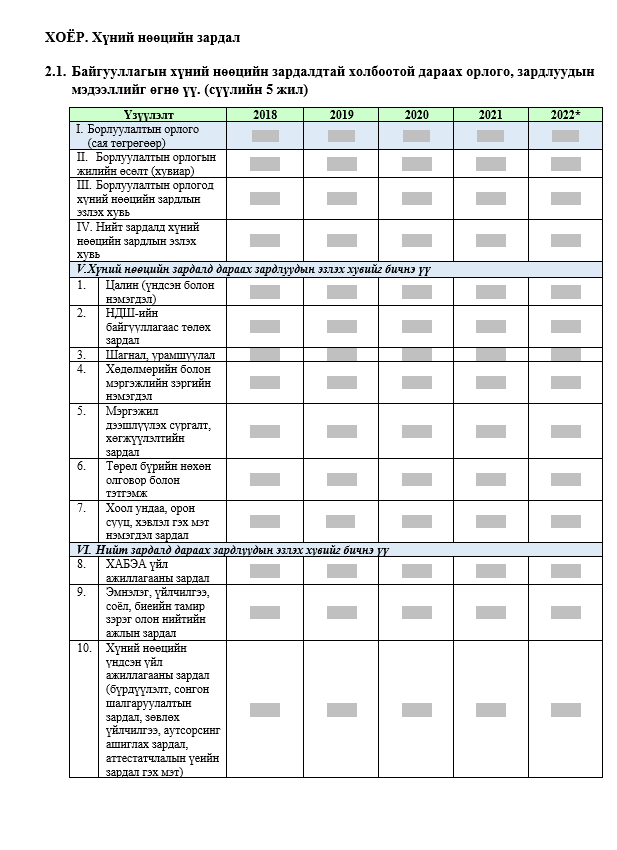 ХОЁР. Хүний нөөцийн зардал
2.1. Байгууллагын хүний нөөцийн зардалдтай холбоотой дараах орлого, зардлуудын
мэдээллийг өгнө үү. (сүүлийн 5 жил)
Үзүүлэлт 2018 2019 2020 2021 2022*
I. Борлуулалтын орлого
(сая төгрөгөөр)
II. Борлуулалтын орлогын
жилийн өсөлт (хувиар)
III. Борлуулалтын орлогод
хүний нөөцийн зардлын
эзлэх хувь
IV. Нийт зардалд хүний
нөөцийн зардлын эзлэх
хувь
V.Хүний нөөцийн зардалд дараах зардлуудын эзлэх хувийг бичнэ үү
1. Цалин (үндсэн болон
нэмэгдэл)
2. НДШ-ийн
байгууллагаас төлөх
зардал
3. Шагнал, урамшуулал
4. Хөдөлмөрийн болон
мэргэжлийн зэргийн
нэмэгдэл
5. Мэргэжил
дээшлүүлэх сургалт,
хөгжүүлэлтийн
зардал
6. Төрөл бүрийн нөхөн
олговор болон
тэтгэмж
7. Хоол ундаа, орон
сууц, хэвлэл гэх мэт
нэмэгдэл зардал
VI. Нийт зардалд дараах зардлуудын эзлэх хувийг бичнэ үү
8. ХАБЭА үйл
ажиллагааны зардал
9. Эмнэлэг, үйлчилгээ,
соёл, биеийн тамир
зэрэг олон нийтийн
ажлын зардал
10. Хүний нөөцийн
үндсэн үйл
ажиллагааны зардал
(бүрдүүлэлт, сонгон
шалгаруулалтын
зардал, зөвлөх
үйлчилгээ, аутсорсинг
ашиглах зардал,
аттестатчлалын үеийн
зардал гэх мэт)